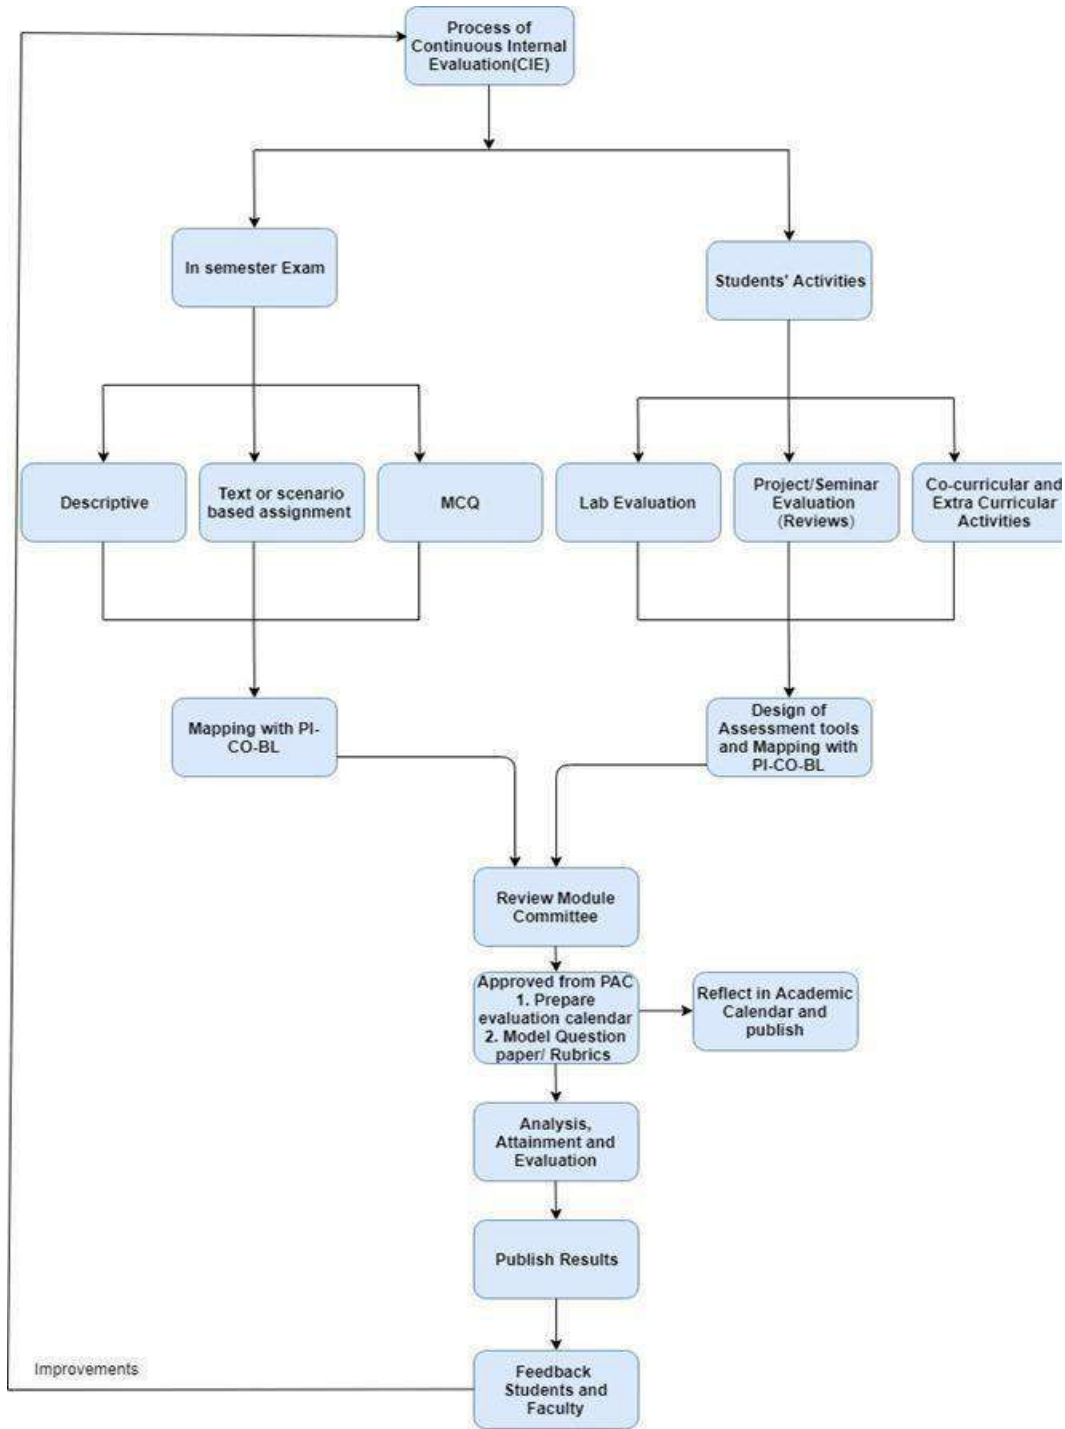 Process of
Continuous Internal
Evaluation(CIE)
In semester Exam
Students' Activities
Descriptive
Text or scenario
based assignment
MCQ
Lab Evaluation
Project/Seminar
Evaluation
(Reviews)
Co-curricular and
Extra Curricular
Activities
Mapping with PI-
CO-BL
Design of
Assessment tools
and Mapping with
PI-CO-BL
Review Module
Committee
Approved from PAC
1. Prepare
evaluation calendar
2. Model Question
paper/ Rubrics
Reflect in Academic
Calendar and
publish
Analysis,
Attainment and
Evaluation
Publish Results
Improvements
Feedback
Students and
Faculty